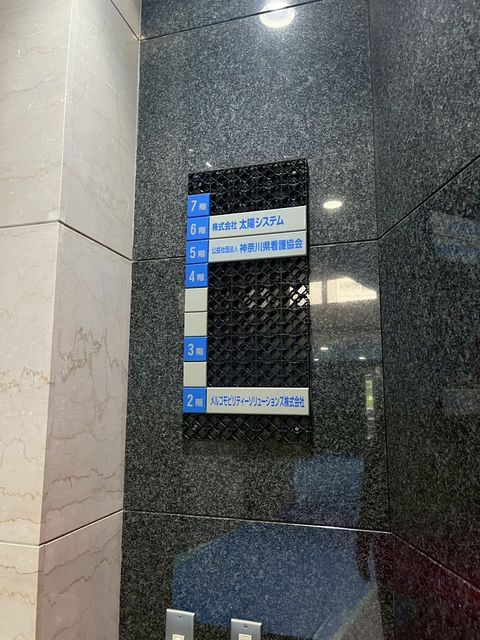 7階
6階 株式会社 太陽システム
5階 公益社団法人 神奈川県看護協会
4階
3階
2階 メルコモビリティーソリューションズ株式会社